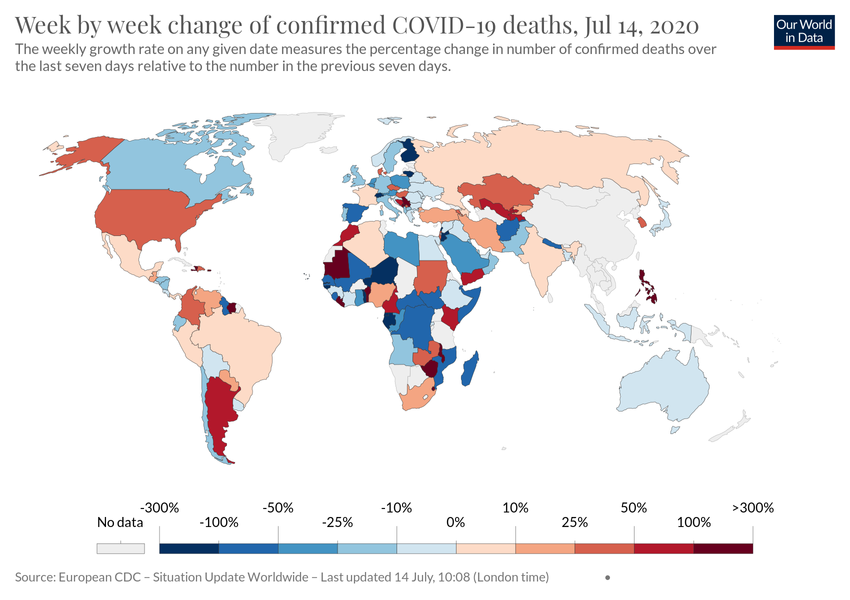 Week by week change of confirmed COVID-19 deaths, Jul 14, 2020
Our World
in Data
The weekly growth rate on any given date measures the percentage change in number of confirmed deaths over
the last seven days relative to the number in the previous seven days.
-300% -50% -10% 10% 50% >300%
No data -100% -25% 0% 25% 100%
Source: European CDC – Situation Update Worldwide – Last updated 14 July, 10:08 (London time) •